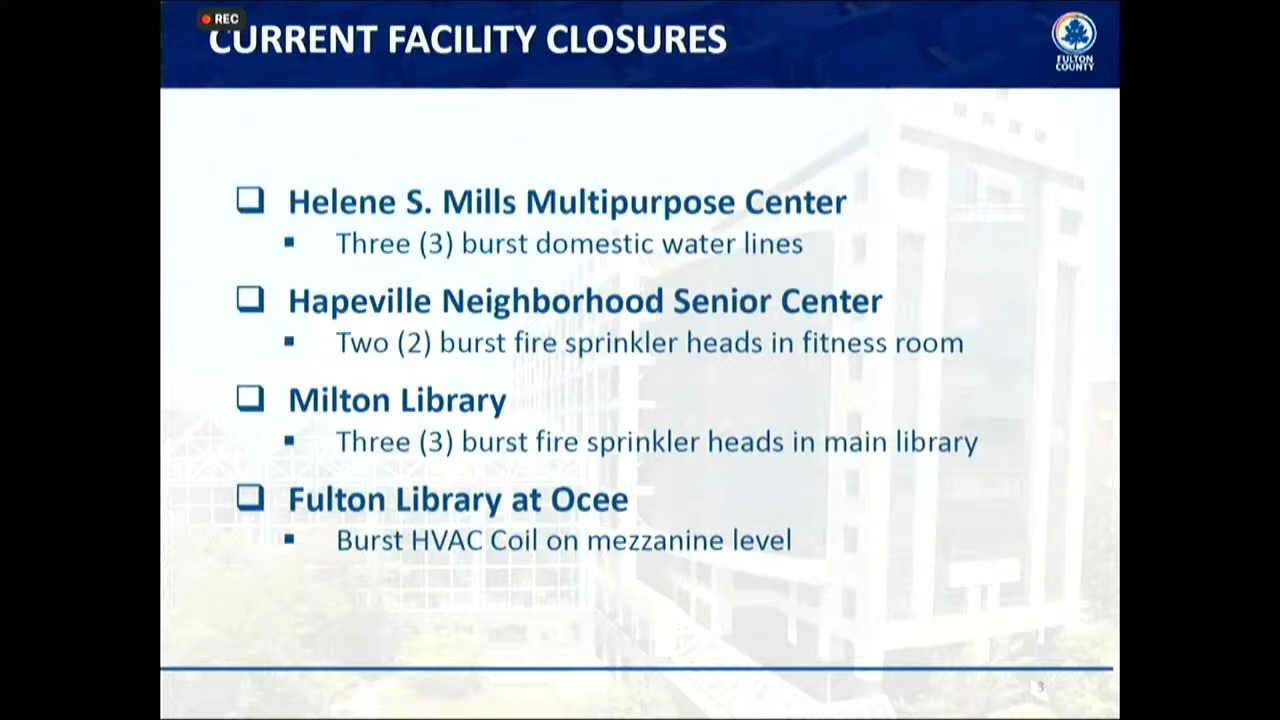 REC
CURRENT FACILITY CLOSURES
FULTON
COUNTY
Helene S. Mills Multipurpose Center
Three (3) burst domestic water lines
Hapeville Neighborhood Senior Center
Two (2) burst fire sprinkler heads in fitness room
Milton Library
Three (3) burst fire sprinkler heads in main library
Fulton Library at Ocee
Burst HVAC Coil on mezzanine level
3